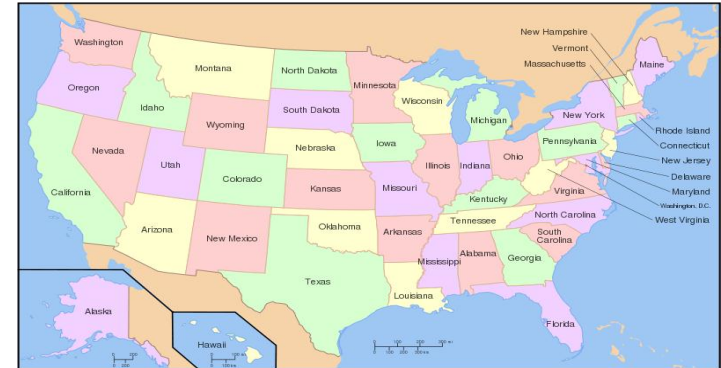 New Hampshire
Vermont
Massachusetts
Washington
Montana
North Dakota
Minnesota
Maine
Oregon
Idaho
South Dakota
Wisconsin
Michigan
New York
Wyoming
Rhode Island
Connecticut
Nebraska
Iowa
Pennsylvania
New Jersey
Nevada
Utah
Colorado
Illinois
Indiana
Ohio
Delaware
Maryland
California
Kansas
Missouri
Kentucky
Virginia
Washington, D.C.
West Virginia
Arizona
New Mexico
Oklahoma
Arkansas
Tennessee
North Carolina
South
Carolina
Mississippi
Alabama
Georgia
Texas
Louisiana
Alaska
Hawaii
Florida